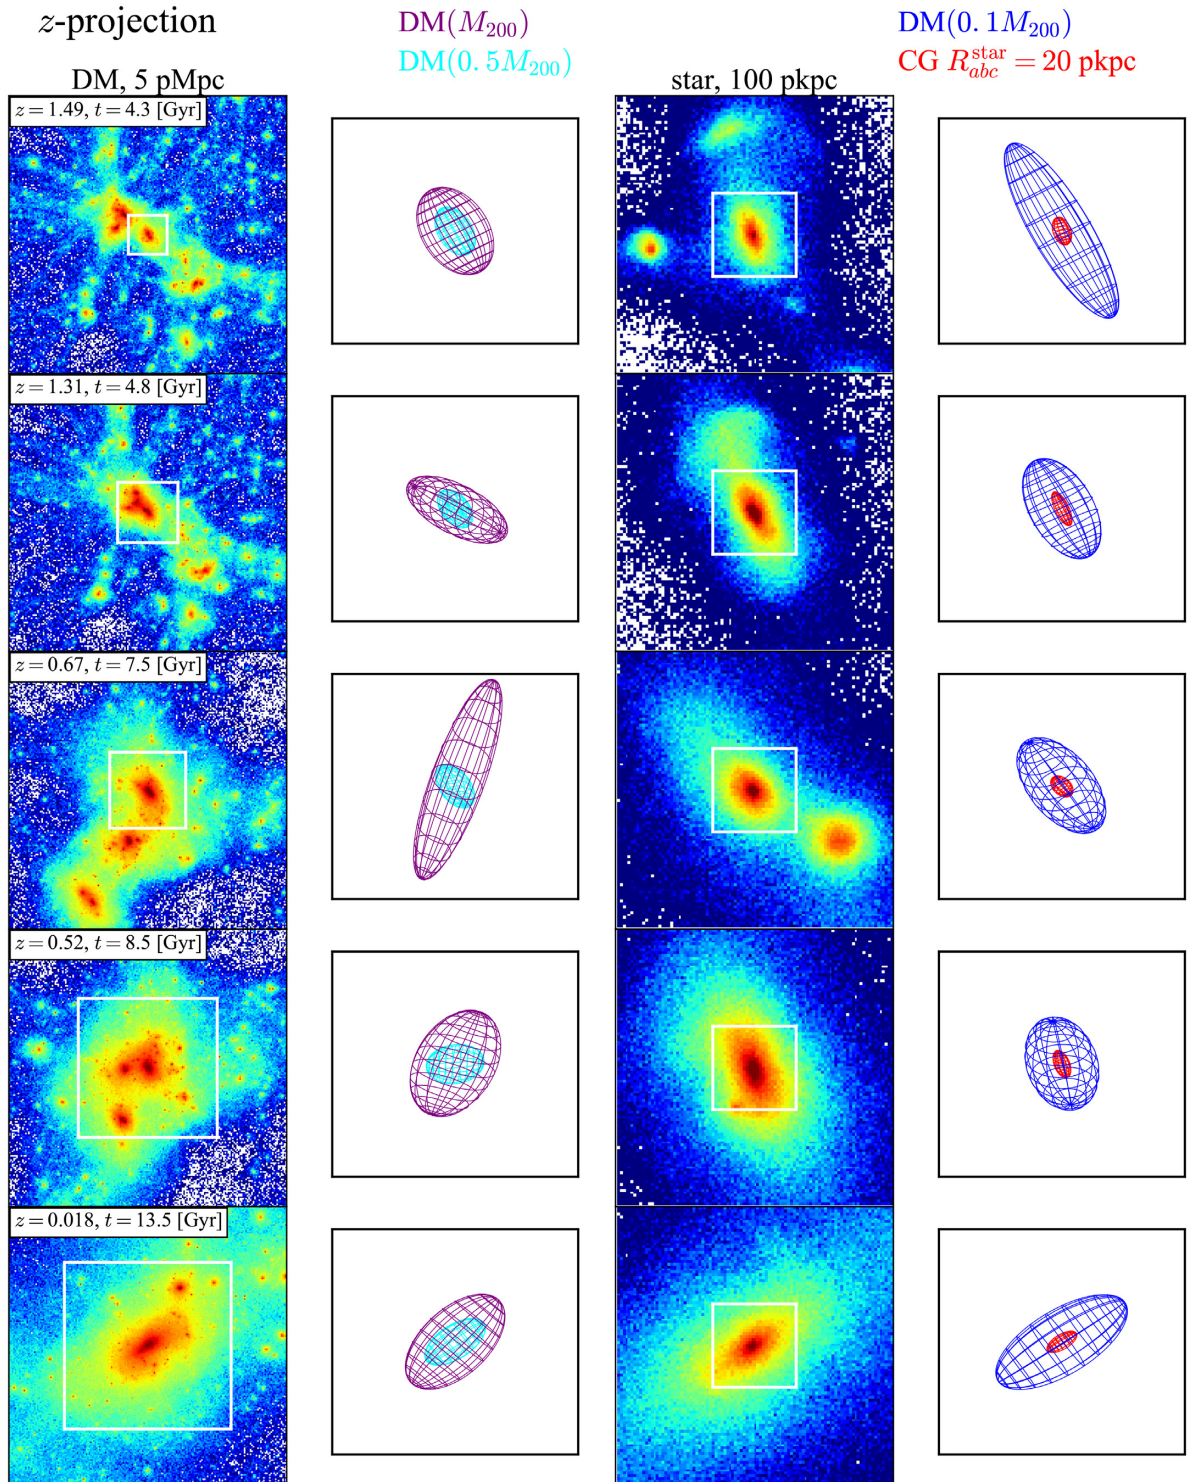 z-projection
DM(M₂₀₀)
DM(0.1M₂₀₀)
DM(0.5M₂₀₀)
CG Rₐbcˢᵗᵃʳ = 20 pkpc
DM, 5 pMpc
star, 100 pkpc
z = 1.49, t = 4.3 [Gyr]
z = 1.31, t = 4.8 [Gyr]
z = 0.67, t = 7.5 [Gyr]
z = 0.52, t = 8.5 [Gyr]
z = 0.018, t = 13.5 [Gyr]